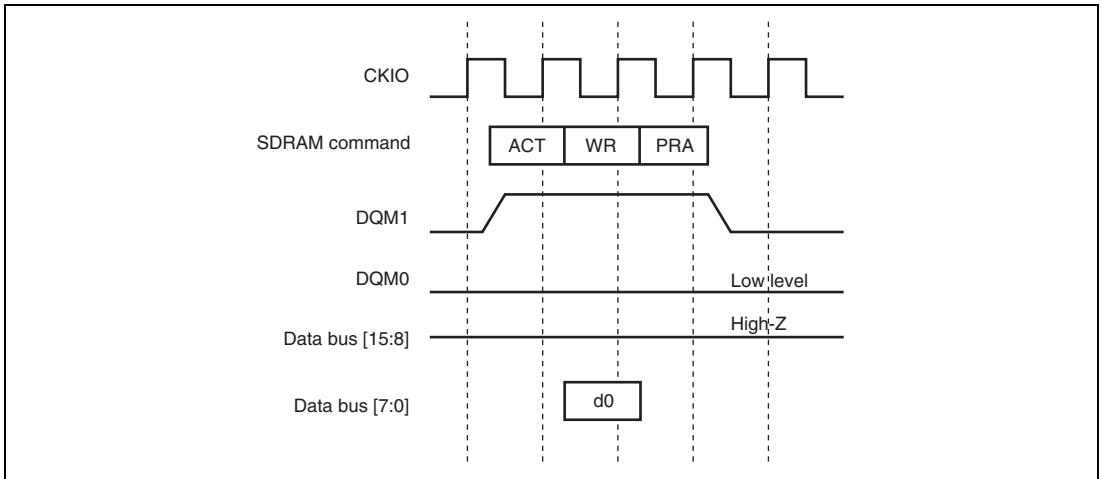 CKIO
SDRAM command
ACT WR PRA
DQM1
DQM0
Low level
Data bus [15:8]
High-Z
Data bus [7:0]
d0